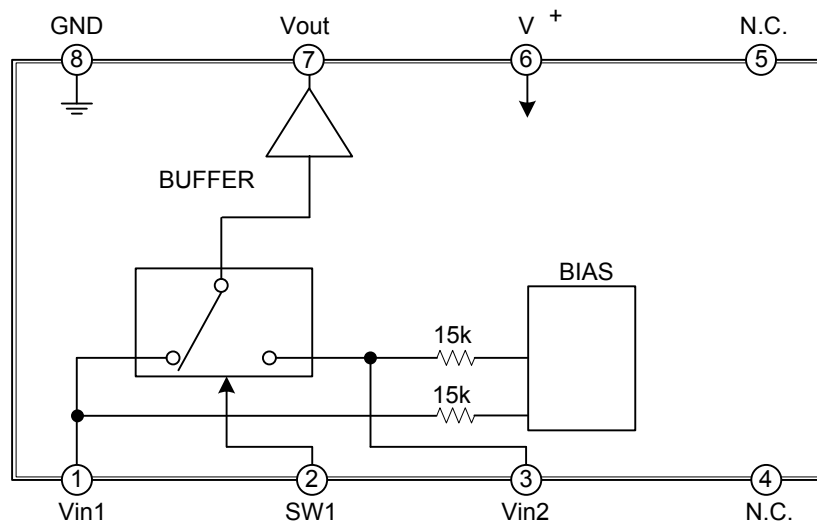 GND Vout V + N.C.
8 7 6 5
BUFFER
BIAS
15k
15k
1 2 3 4
Vin1 SW1 Vin2 N.C.